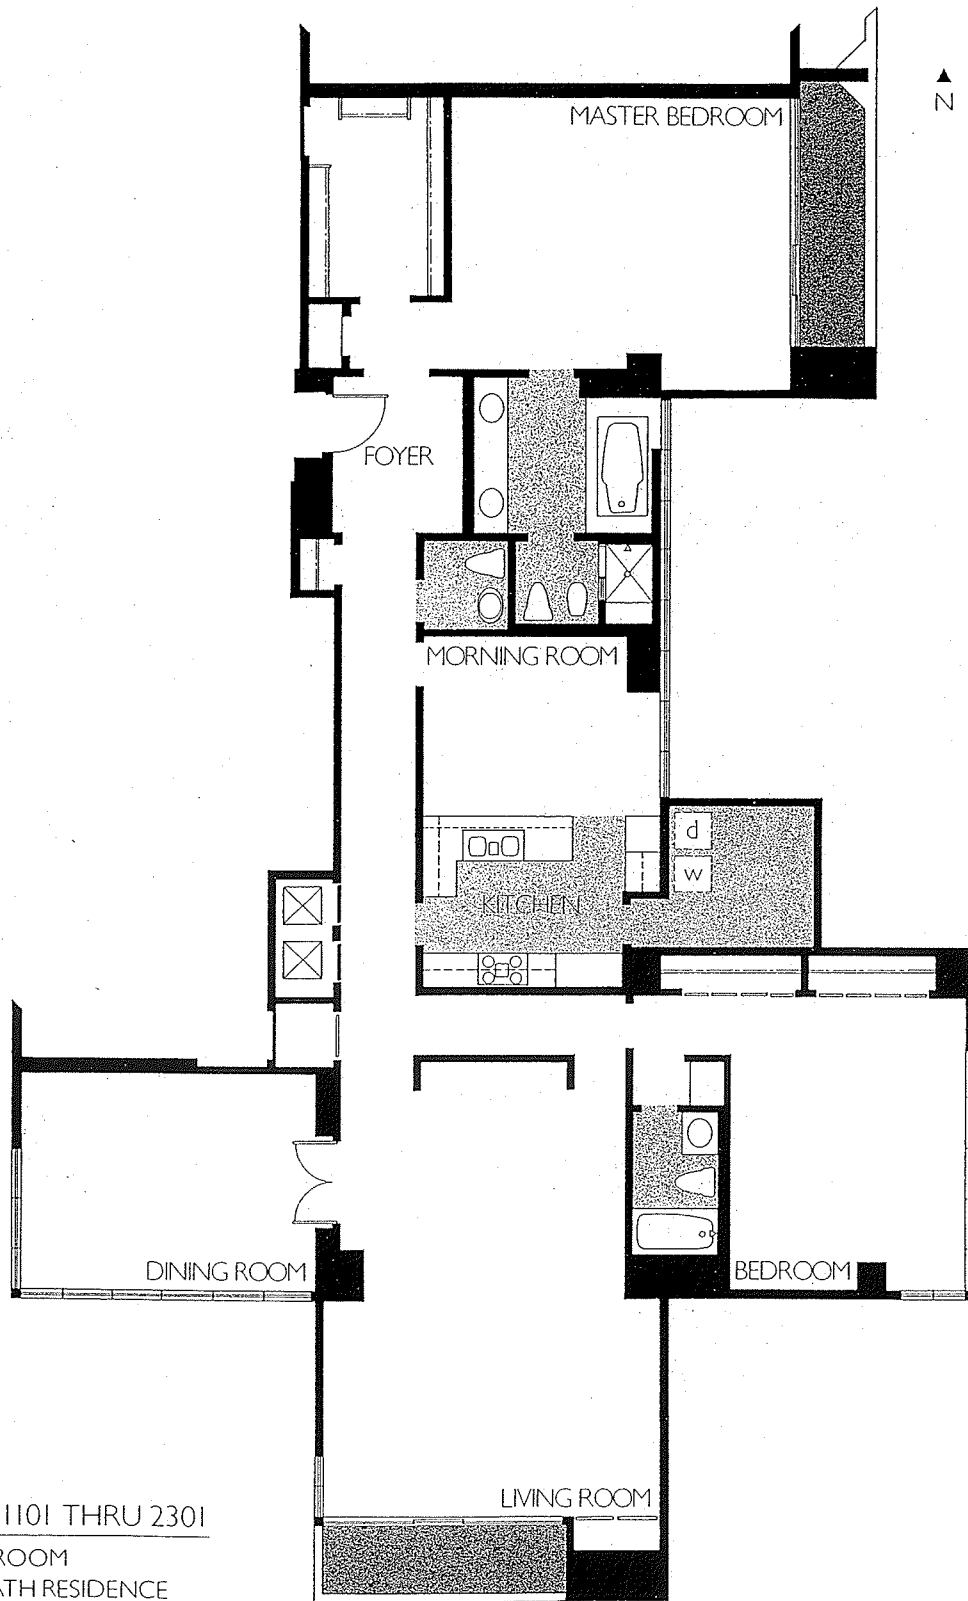 MASTER BEDROOM
N
FOYER
MORNING ROOM
d
w
KITCHEN
DINING ROOM
BEDROOM
LIVING ROOM
1101 THRU 2301
ROOM
ATH RESIDENCE